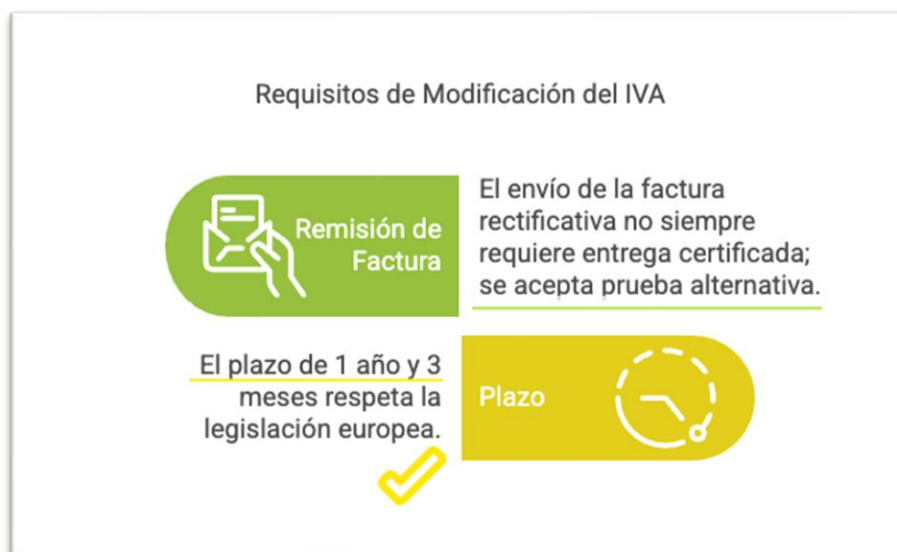 Requisitos de Modificación del IVA
Remisión de
Factura
El envío de la factura
rectificativa no siempre
requiere entrega certificada;
se acepta prueba alternativa.
El plazo de 1 año y 3
meses respeta la
legislación europea.
Plazo